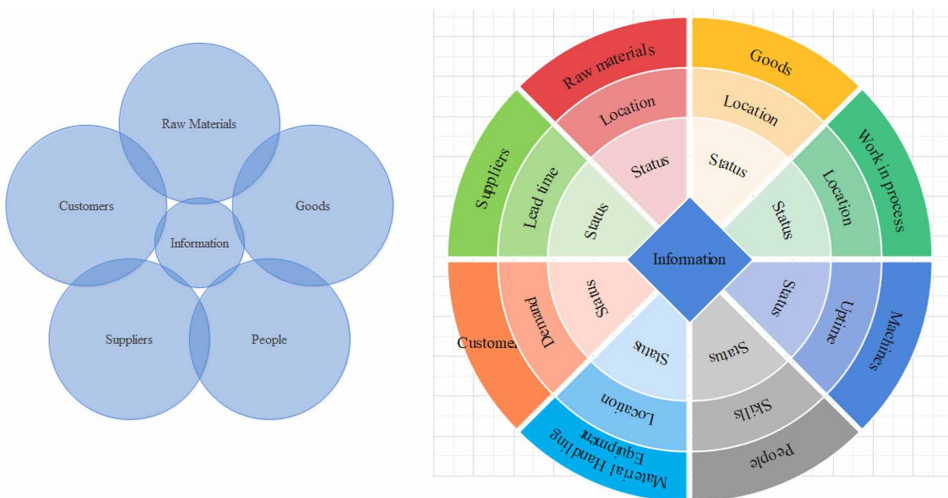 Raw Materials
Customers
Goods
Information
Suppliers
People
Raw materials
Location
Status
Goods
Location
Status
Work in process
Location
Status
Machines
Uptime
Status
People
Skills
Status
Material Handling
Equipment
Location
Status
Customer
Demand
Status
Suppliers
Lead time
Status
Information